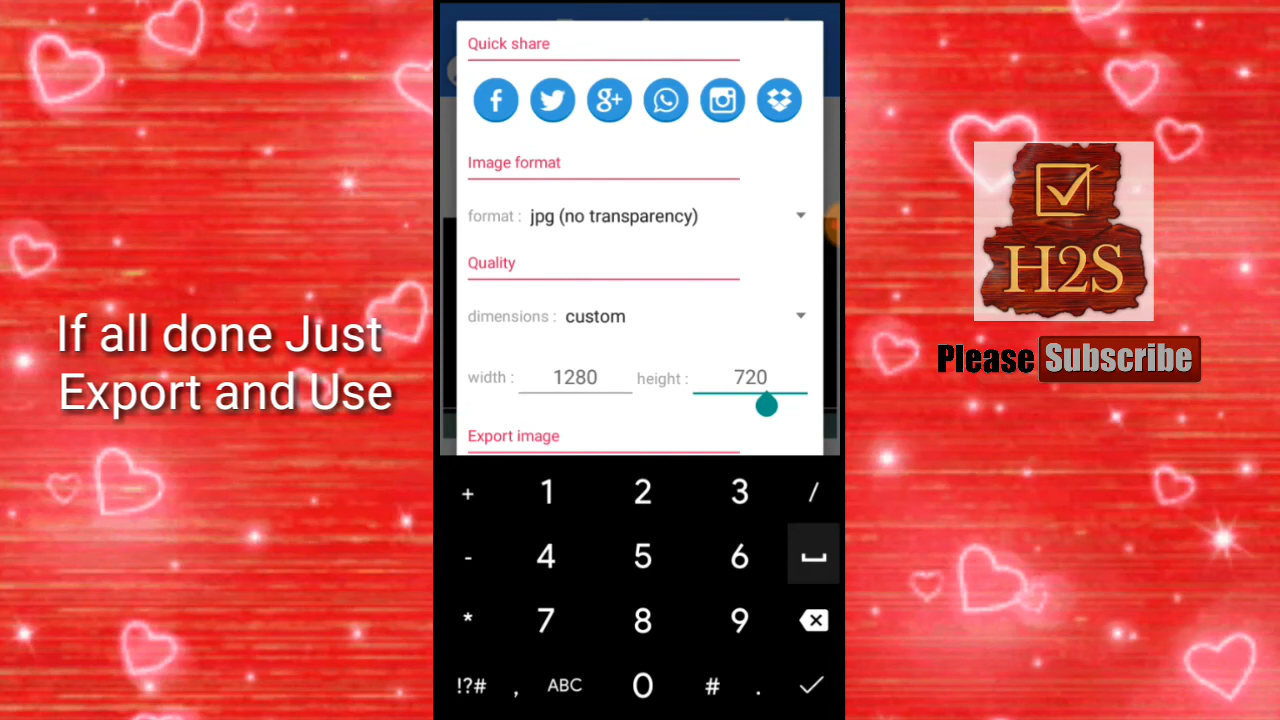 If all done Just
Export and Use
Quick share
f g+
Image format
format : jpg (no transparency)
Quality
dimensions : custom
width : 1280 height : 720
Export image
+ 1 2 3 /
- 4 5 6
* 7 8 9
!?# , ABC 0 # .
H2S
Please Subscribe